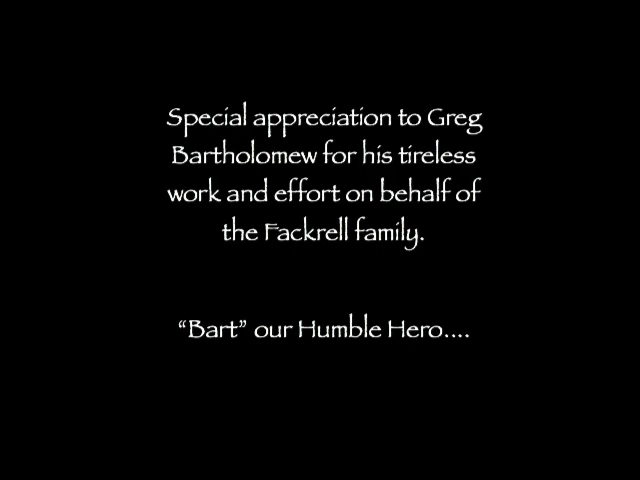 Special appreciation to Greg
Bartholomew for his tireless
work and effort on behalf of
the Fackrell family.
“Bart” our Humble Hero....